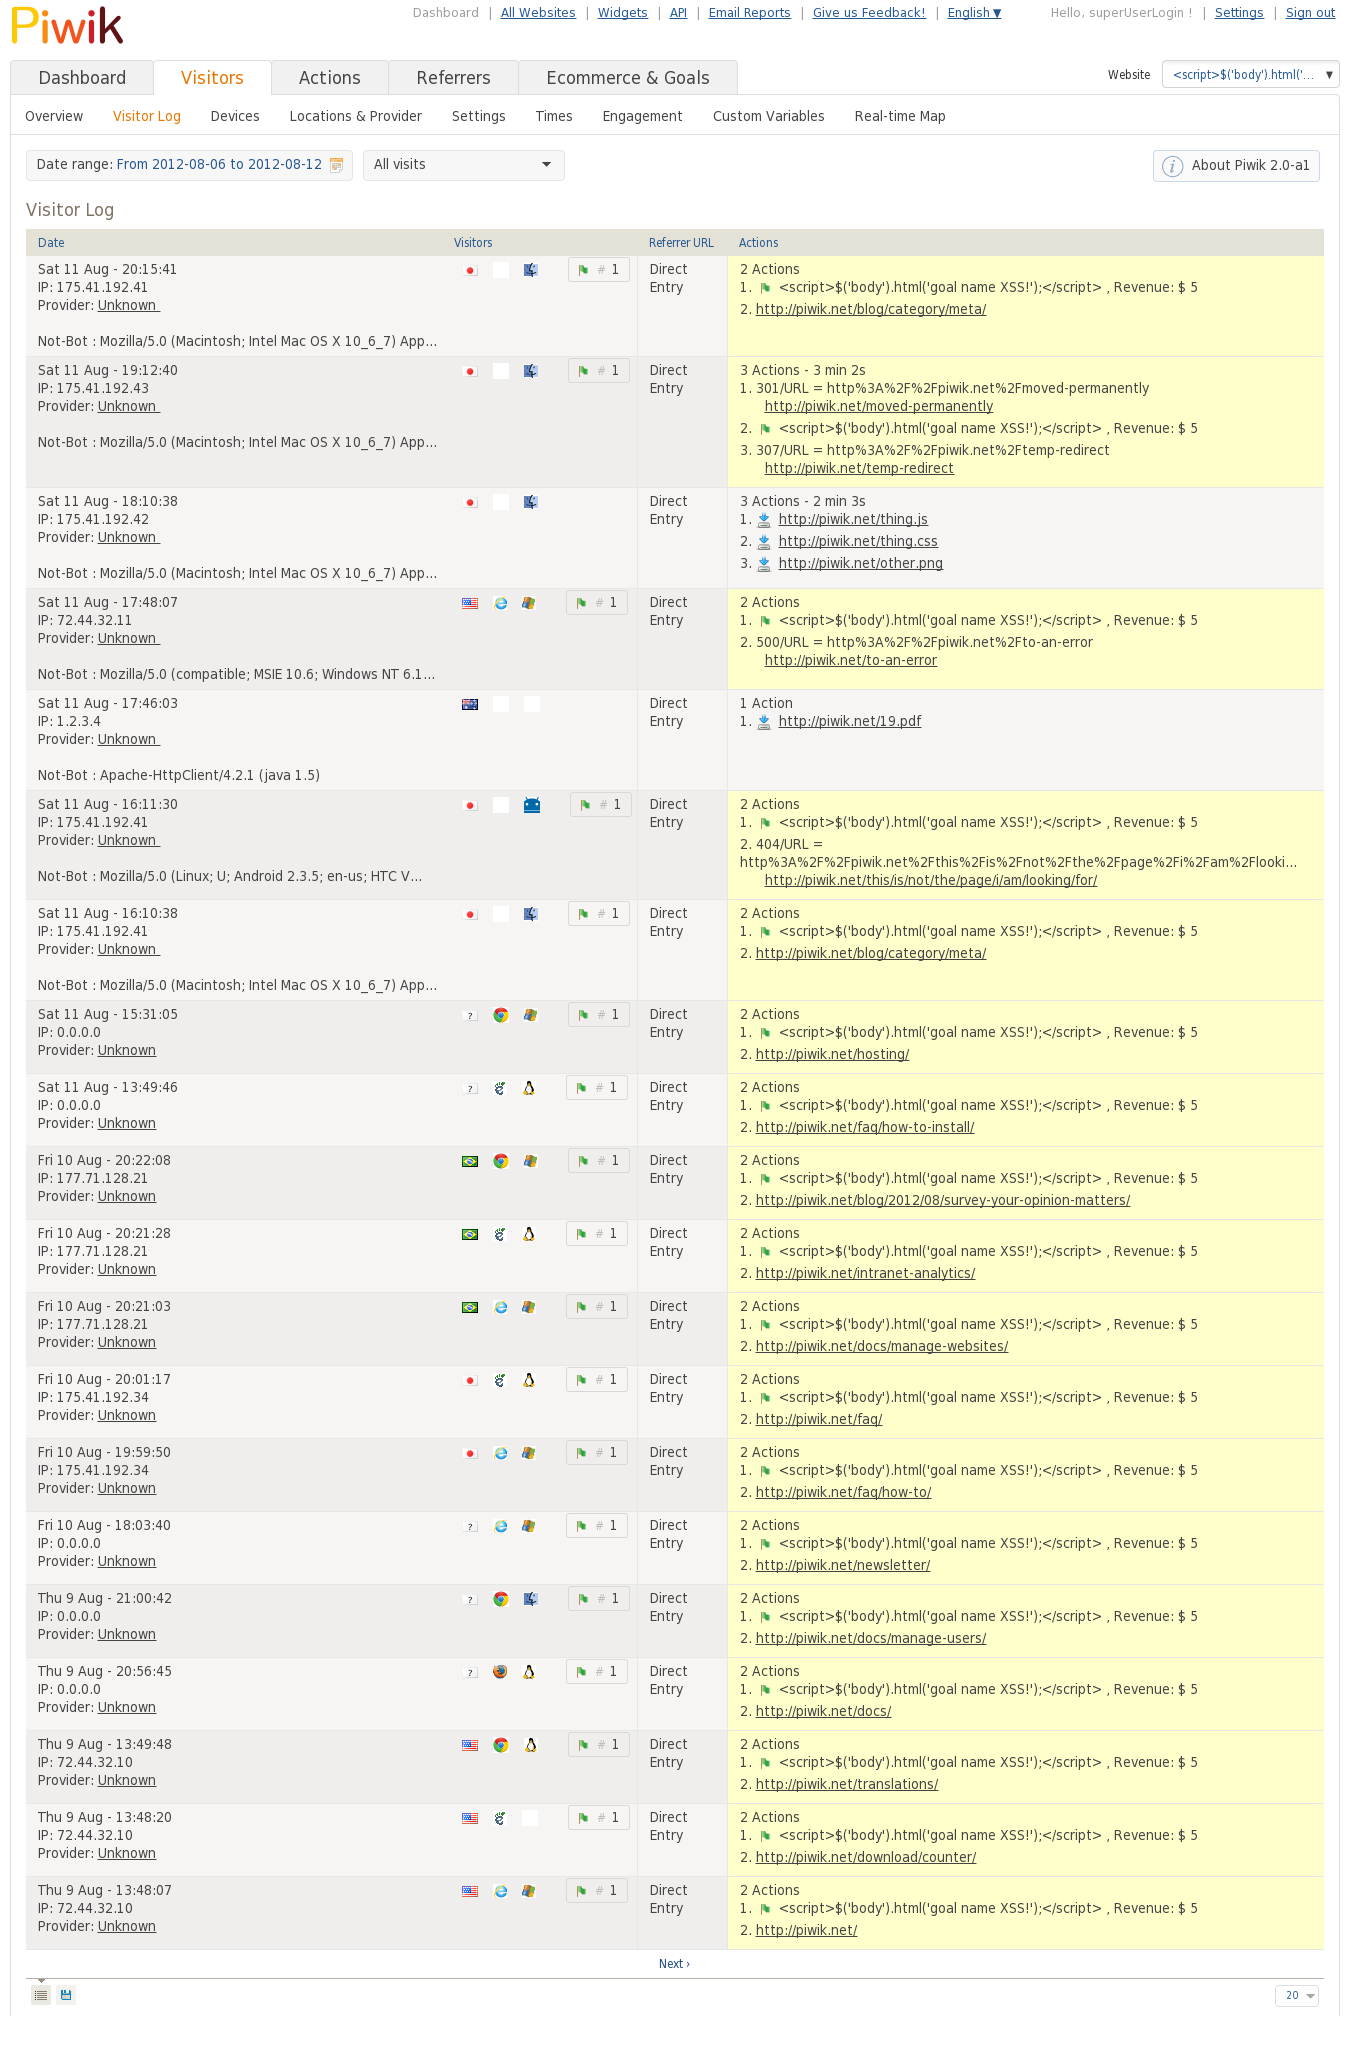 Piwik
Dashboard | All Websites | Widgets | API | Email Reports | Give us Feedback! | English ▼ Hello, superUserLogin ! | Settings | Sign out
Dashboard Visitors Actions Referrers Ecommerce & Goals
Website <script>$('body').html('... ▼
Overview Visitor Log Devices Locations & Provider Settings Times Engagement Custom Variables Real-time Map
Date range: From 2012-08-06 to 2012-08-12 All visits About Piwik 2.0-a1
Visitor Log
Date Visitors Referrer URL Actions
Sat 11 Aug - 20:15:41 # 1 Direct 2 Actions
IP: 175.41.192.41 Entry 1. <script>$('body').html('goal name XSS!');</script> , Revenue: $ 5
Provider: Unknown 2. http://piwik.net/blog/category/meta/
Not-Bot : Mozilla/5.0 (Macintosh; Intel Mac OS X 10_6_7) App...
Sat 11 Aug - 19:12:40 # 1 Direct 3 Actions - 3 min 2s
IP: 175.41.192.43 Entry 1. 301/URL = http%3A%2F%2Fpiwik.net%2Fmoved-permanently
Provider: Unknown http://piwik.net/moved-permanently
2. <script>$('body').html('goal name XSS!');</script> , Revenue: $ 5
Not-Bot : Mozilla/5.0 (Macintosh; Intel Mac OS X 10_6_7) App...
3. 307/URL = http%3A%2F%2Fpiwik.net%2Ftemp-redirect
http://piwik.net/temp-redirect
Sat 11 Aug - 18:10:38 Direct 3 Actions - 2 min 3s
IP: 175.41.192.42 Entry 1. http://piwik.net/thing.js
Provider: Unknown 2. http://piwik.net/thing.css
3. http://piwik.net/other.png
Not-Bot : Mozilla/5.0 (Macintosh; Intel Mac OS X 10_6_7) App...
Sat 11 Aug - 17:48:07 # 1 Direct 2 Actions
IP: 72.44.32.11 Entry 1. <script>$('body').html('goal name XSS!');</script> , Revenue: $ 5
Provider: Unknown 2. 500/URL = http%3A%2F%2Fpiwik.net%2Fto-an-error
http://piwik.net/to-an-error
Not-Bot : Mozilla/5.0 (compatible; MSIE 10.6; Windows NT 6.1...
Sat 11 Aug - 17:46:03 Direct 1 Action
IP: 1.2.3.4 Entry 1. http://piwik.net/19.pdf
Provider: Unknown
Not-Bot : Apache-HttpClient/4.2.1 (java 1.5)
Sat 11 Aug - 16:11:30 # 1 Direct 2 Actions
IP: 175.41.192.41 Entry 1. <script>$('body').html('goal name XSS!');</script> , Revenue: $ 5
Provider: Unknown 2. 404/URL =
http%3A%2F%2Fpiwik.net%2Fthis%2Fis%2Fnot%2Fthe%2Fpage%2Fi%2Fam%2Flooki...
Not-Bot : Mozilla/5.0 (Linux; U; Android 2.3.5; en-us; HTC V... http://piwik.net/this/is/not/the/page/i/am/looking/for/
Sat 11 Aug - 16:10:38 # 1 Direct 2 Actions
IP: 175.41.192.41 Entry 1. <script>$('body').html('goal name XSS!');</script> , Revenue: $ 5
Provider: Unknown 2. http://piwik.net/blog/category/meta/
Not-Bot : Mozilla/5.0 (Macintosh; Intel Mac OS X 10_6_7) App...
Sat 11 Aug - 15:31:05 ? # 1 Direct 2 Actions
IP: 0.0.0.0 Entry 1. <script>$('body').html('goal name XSS!');</script> , Revenue: $ 5
Provider: Unknown 2. http://piwik.net/hosting/
Sat 11 Aug - 13:49:46 ? # 1 Direct 2 Actions
IP: 0.0.0.0 Entry 1. <script>$('body').html('goal name XSS!');</script> , Revenue: $ 5
Provider: Unknown 2. http://piwik.net/faq/how-to-install/
Fri 10 Aug - 20:22:08 # 1 Direct 2 Actions
IP: 177.71.128.21 Entry 1. <script>$('body').html('goal name XSS!');</script> , Revenue: $ 5
Provider: Unknown 2. http://piwik.net/blog/2012/08/survey-your-opinion-matters/
Fri 10 Aug - 20:21:28 # 1 Direct 2 Actions
IP: 177.71.128.21 Entry 1. <script>$('body').html('goal name XSS!');</script> , Revenue: $ 5
Provider: Unknown 2. http://piwik.net/intranet-analytics/
Fri 10 Aug - 20:21:03 # 1 Direct 2 Actions
IP: 177.71.128.21 Entry 1. <script>$('body').html('goal name XSS!');</script> , Revenue: $ 5
Provider: Unknown 2. http://piwik.net/docs/manage-websites/
Fri 10 Aug - 20:01:17 # 1 Direct 2 Actions
IP: 175.41.192.34 Entry 1. <script>$('body').html('goal name XSS!');</script> , Revenue: $ 5
Provider: Unknown 2. http://piwik.net/faq/
Fri 10 Aug - 19:59:50 # 1 Direct 2 Actions
IP: 175.41.192.34 Entry 1. <script>$('body').html('goal name XSS!');</script> , Revenue: $ 5
Provider: Unknown 2. http://piwik.net/faq/how-to/
Fri 10 Aug - 18:03:40 ? # 1 Direct 2 Actions
IP: 0.0.0.0 Entry 1. <script>$('body').html('goal name XSS!');</script> , Revenue: $ 5
Provider: Unknown 2. http://piwik.net/newsletter/
Thu 9 Aug - 21:00:42 ? # 1 Direct 2 Actions
IP: 0.0.0.0 Entry 1. <script>$('body').html('goal name XSS!');</script> , Revenue: $ 5
Provider: Unknown 2. http://piwik.net/docs/manage-users/
Thu 9 Aug - 20:56:45 ? # 1 Direct 2 Actions
IP: 0.0.0.0 Entry 1. <script>$('body').html('goal name XSS!');</script> , Revenue: $ 5
Provider: Unknown 2. http://piwik.net/docs/
Thu 9 Aug - 13:49:48 # 1 Direct 2 Actions
IP: 72.44.32.10 Entry 1. <script>$('body').html('goal name XSS!');</script> , Revenue: $ 5
Provider: Unknown 2. http://piwik.net/translations/
Thu 9 Aug - 13:48:20 # 1 Direct 2 Actions
IP: 72.44.32.10 Entry 1. <script>$('body').html('goal name XSS!');</script> , Revenue: $ 5
Provider: Unknown 2. http://piwik.net/download/counter/
Thu 9 Aug - 13:48:07 # 1 Direct 2 Actions
IP: 72.44.32.10 Entry 1. <script>$('body').html('goal name XSS!');</script> , Revenue: $ 5
Provider: Unknown 2. http://piwik.net/
Next ›
20